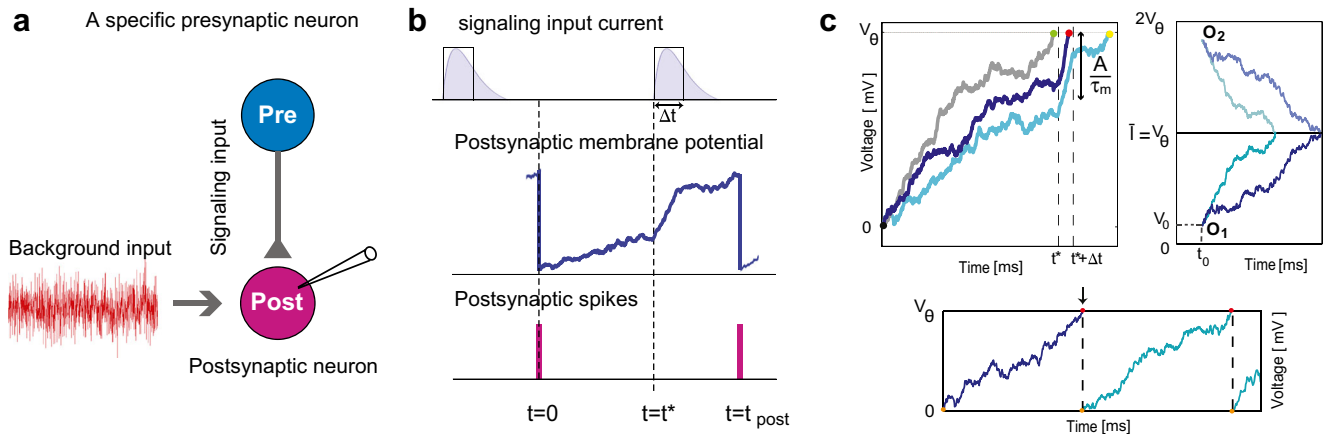 a
A specific presynaptic neuron
Pre
Signaling input
Background input
Post
Postsynaptic neuron
b
signaling input current
Δt
Postsynaptic membrane potential
Postsynaptic spikes
t=0
t=t*
t=t post
c
Vθ
Voltage [ mV ]
0
A
τm
t*
t*+Δt
Time [ms]
2Vθ
O2
Ī = Vθ
V0
O1
0
t0
Time [ms]
Vθ
0
Voltage [ mV ]
Time [ms]